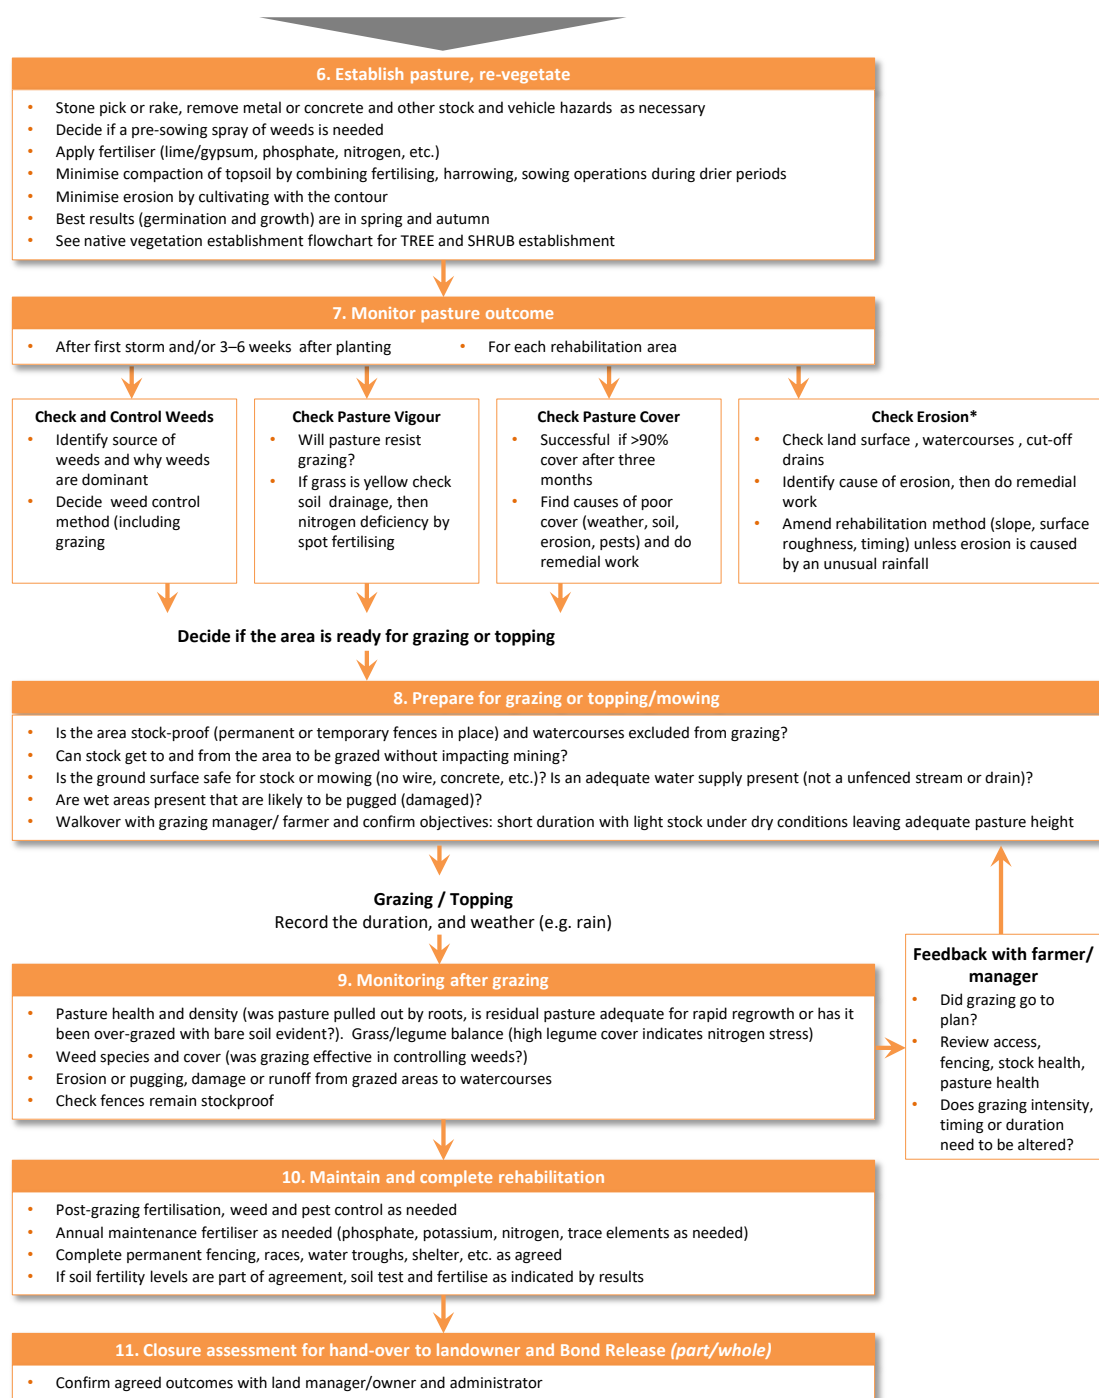 6. Establish pasture, re-vegetate
• Stone pick or rake, remove metal or concrete and other stock and vehicle hazards as necessary
• Decide if a pre-sowing spray of weeds is needed
• Apply fertiliser (lime/gypsum, phosphate, nitrogen, etc.)
• Minimise compaction of topsoil by combining fertilising, harrowing, sowing operations during drier periods
• Minimise erosion by cultivating with the contour
• Best results (germination and growth) are in spring and autumn
• See native vegetation establishment flowchart for TREE and SHRUB establishment
7. Monitor pasture outcome
• After first storm and/or 3–6 weeks after planting
• For each rehabilitation area
Check and Control Weeds
• Identify source of
weeds and why weeds
are dominant
• Decide weed control
method (including
grazing
Check Pasture Vigour
• Will pasture resist
grazing?
• If grass is yellow check
soil drainage, then
nitrogen deficiency by
spot fertilising
Check Pasture Cover
• Successful if >90%
cover after three
months
• Find causes of poor
cover (weather, soil,
erosion, pests) and do
remedial work
Check Erosion*
• Check land surface , watercourses , cut-off
drains
• Identify cause of erosion, then do remedial
work
• Amend rehabilitation method (slope, surface
roughness, timing) unless erosion is caused
by an unusual rainfall
Decide if the area is ready for grazing or topping
8. Prepare for grazing or topping/mowing
• Is the area stock-proof (permanent or temporary fences in place) and watercourses excluded from grazing?
• Can stock get to and from the area to be grazed without impacting mining?
• Is the ground surface safe for stock or mowing (no wire, concrete, etc.)? Is an adequate water supply present (not a unfenced stream or drain)?
• Are wet areas present that are likely to be pugged (damaged)?
• Walkover with grazing manager/ farmer and confirm objectives: short duration with light stock under dry conditions leaving adequate pasture height
Grazing / Topping
Record the duration, and weather (e.g. rain)
9. Monitoring after grazing
• Pasture health and density (was pasture pulled out by roots, is residual pasture adequate for rapid regrowth or has it
been over-grazed with bare soil evident?). Grass/legume balance (high legume cover indicates nitrogen stress)
• Weed species and cover (was grazing effective in controlling weeds?)
• Erosion or pugging, damage or runoff from grazed areas to watercourses
• Check fences remain stockproof
Feedback with farmer/
manager
• Did grazing go to
plan?
• Review access,
fencing, stock health,
pasture health
• Does grazing intensity,
timing or duration
need to be altered?
10. Maintain and complete rehabilitation
• Post-grazing fertilisation, weed and pest control as needed
• Annual maintenance fertiliser as needed (phosphate, potassium, nitrogen, trace elements as needed)
• Complete permanent fencing, races, water troughs, shelter, etc. as agreed
• If soil fertility levels are part of agreement, soil test and fertilise as indicated by results
11. Closure assessment for hand-over to landowner and Bond Release (part/whole)
• Confirm agreed outcomes with land manager/owner and administrator